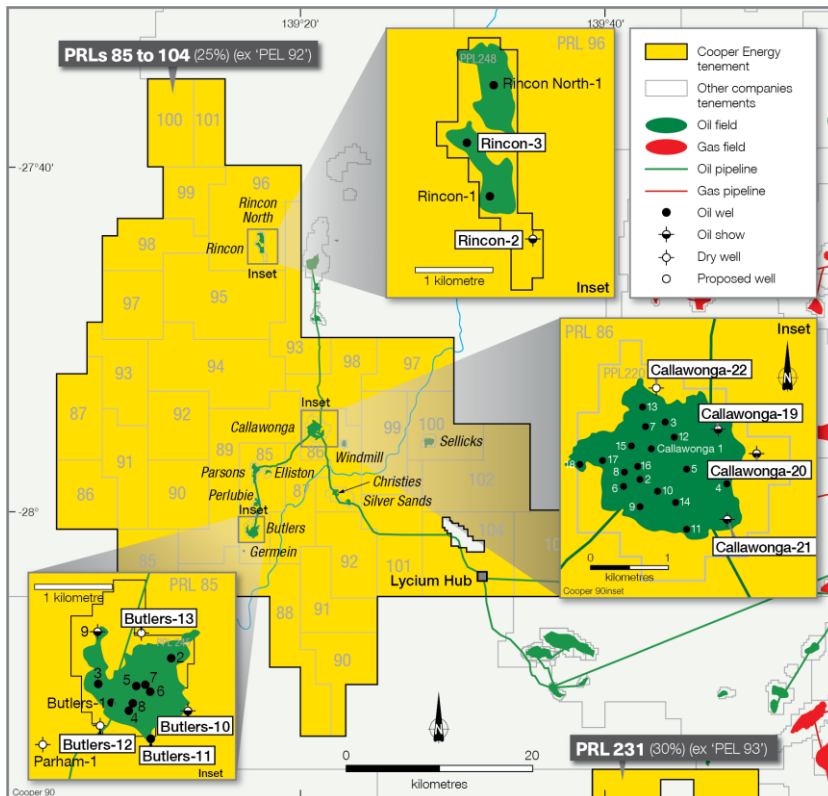 139°20'
139°40'
-27°40'
-28°
PRLs 85 to 104 (25%) (ex 'PEL 92')
100
101
99
96
Rincon
North
98
Rincon
Inset
97
95
93
94
98
97
93
87
92
Inset
Callawonga
99
100
Sellicks
86
Windmill
89
85
91
Parsons
Elliston
Christies
102
86
90
Perlubie
87
Silver Sands
Inset
Butlers
104
Germein
85
92
101
Lycium Hub
88
91
90
PRL 96
PPL248
Rincon North-1
Rincon-3
Rincon-1
Rincon-2
1 kilometre
Inset
Cooper Energy
tenement
Other companies
tenements
Oil field
Gas field
Oil pipeline
Gas pipeline
Oil wel
Oil show
Dry well
Proposed well
PRL 86
Inset
PPL220
Callawonga-22
13
Callawonga-19
7
3
12
15
Callawonga 1
17
18
16
8
5
Callawonga-20
2
4
6
10
14
9
11
Callawonga-21
0
1
kilometres
Cooper 90inset
PRL 85
1 kilometre
Butlers-13
9
2
3
5
7
6
Butlers-1
8
4
Butlers-10
Butlers-12
Butlers-11
Parham-1
Inset
0
20
kilometres
PRL 231 (30%) (ex 'PEL 93')
Cooper 90